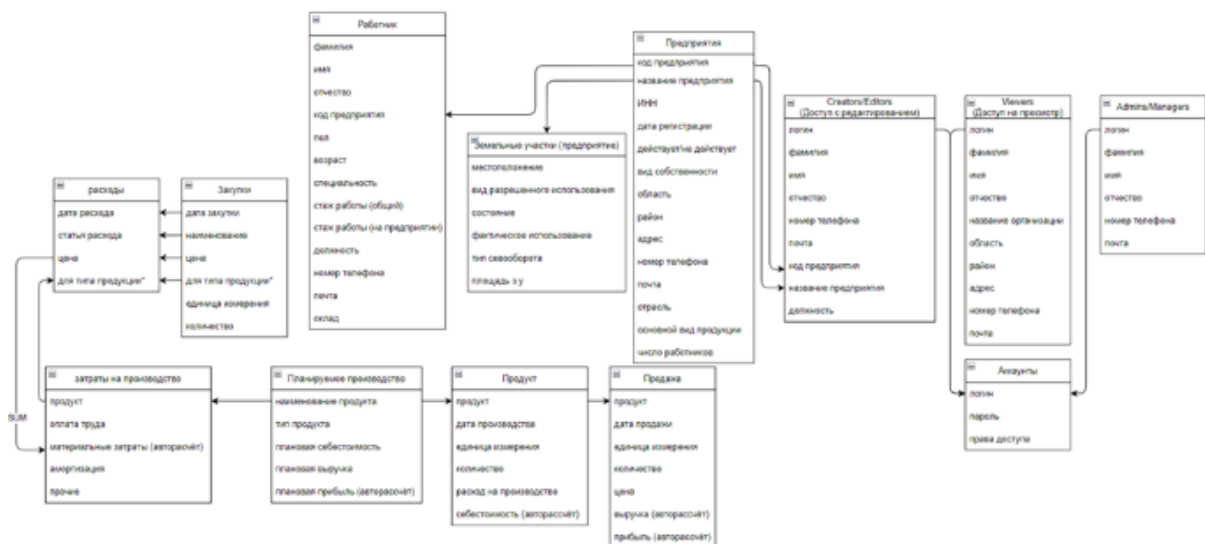 Работник
фамилия
имя
отчество
код предприятия
пол
возраст
специальность
стаж работы (общий)
стаж работы (на предприятии)
должность
номер телефона
почта
оклад
Предприятия
код предприятия
название предприятия
ИНН
дата регистрации
действует/не действует
вид собственности
область
район
адрес
номер телефона
почта
отрасль
основной вид продукции
число работников
Земельные участки (предприятие)
местоположение
вид разрешенного использования
состояние
фактическое использование
тип севооборота
площадь з.у
Creators/Editors
(Доступ с редактированием)
логин
фамилия
имя
отчество
номер телефона
почта
код предприятия
название предприятия
должность
Viewers
(Доступ на просмотр)
логин
фамилия
имя
отчество
название организации
область
район
адрес
номер телефона
почта
Admins/Managers
логин
фамилия
имя
отчество
номер телефона
почта
расходы
дата расхода
статья расхода
цена
для типа продукции*
Закупки
дата закупки
наименование
цена
для типа продукции*
единица измерения
количество
SUM
затраты на производство
продукт
оплата труда
материальные затраты (авторасчёт)
амортизация
прочие
Планируемое производство
наименование продукта
тип продукта
плановая себестоимость
плановая выручка
плановая прибыль (авторасчёт)
Продукт
продукт
дата производства
единица измерения
количество
расход на производство
себестоимость (авторасчёт)
Продажа
продукт
дата продажи
единица измерения
количество
цена
выручка (авторасчёт)
прибыль (авторасчёт)
Аккаунты
логин
пароль
права доступа